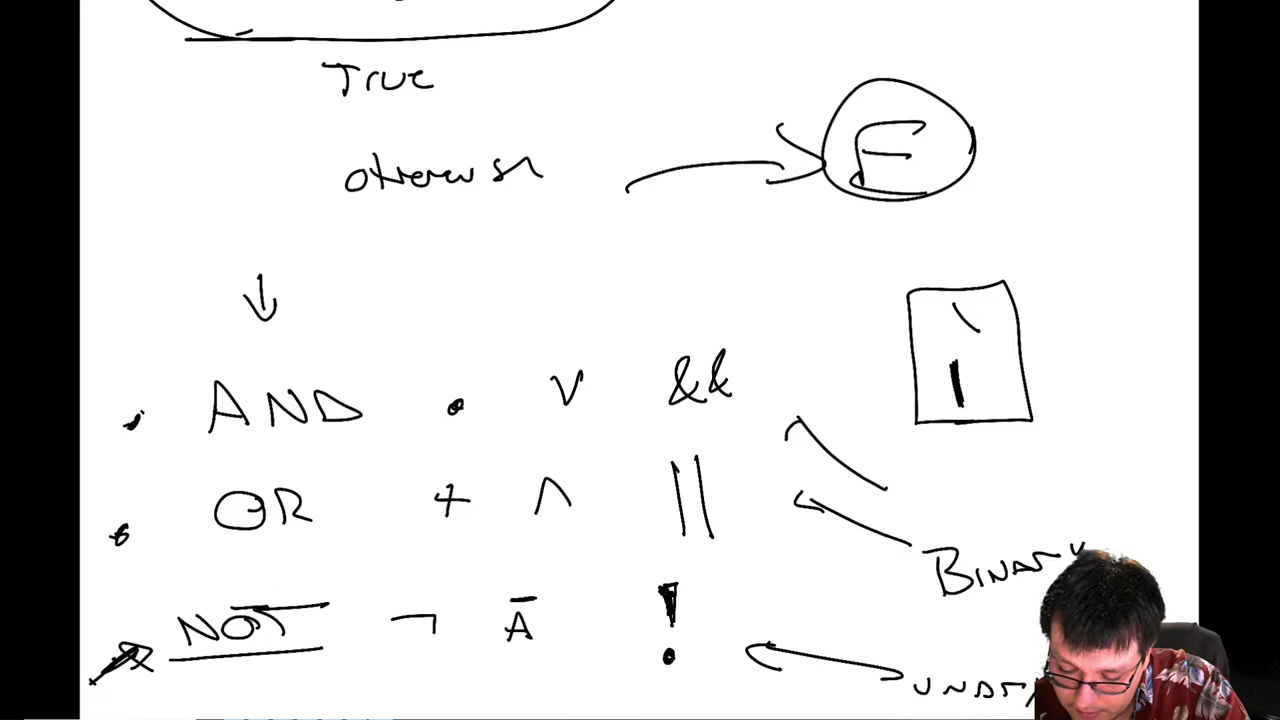 True
otherwise
F
AND • V &&
OR + ∧ ||
BINARY
NOT ¬ Ā !